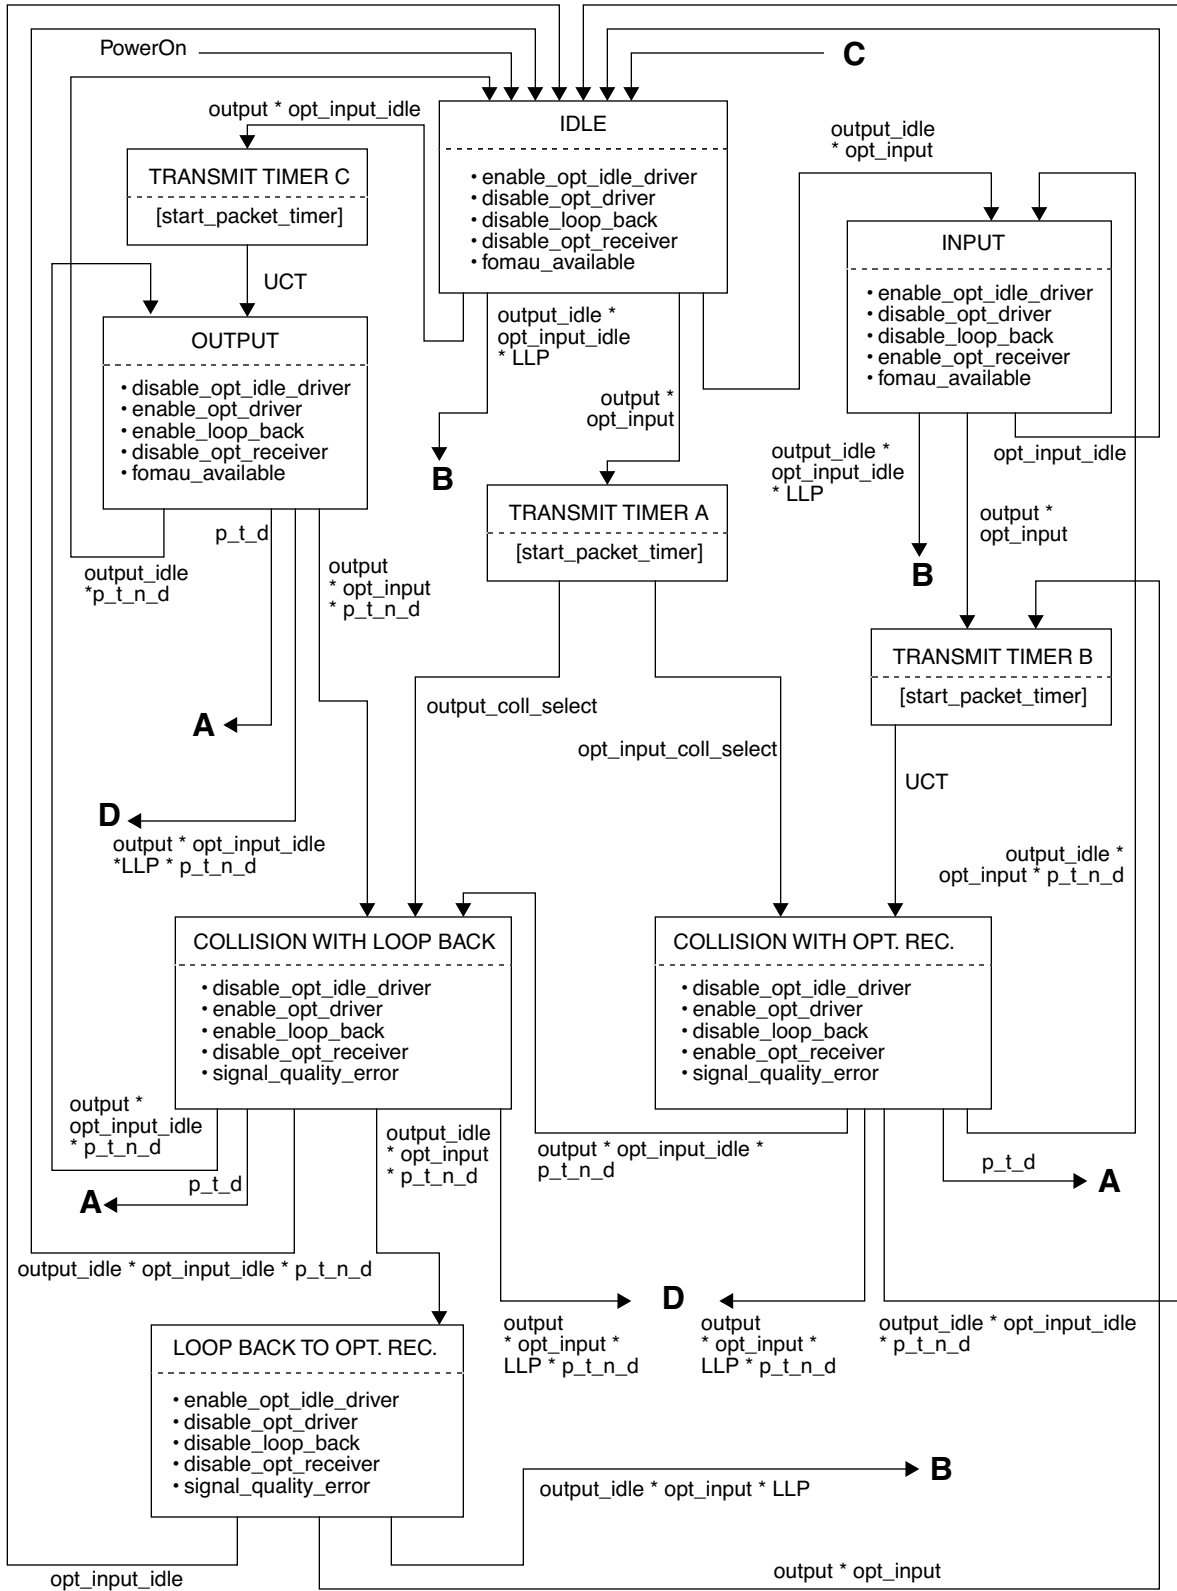 PowerOn
C
output * opt_input_idle
IDLE
• enable_opt_idle_driver
• disable_opt_driver
• disable_loop_back
• disable_opt_receiver
• fomau_available
output_idle
* opt_input
TRANSMIT TIMER C
[start_packet_timer]
UCT
INPUT
• enable_opt_idle_driver
• disable_opt_driver
• disable_loop_back
• enable_opt_receiver
• fomau_available
OUTPUT
• disable_opt_idle_driver
• enable_opt_driver
• enable_loop_back
• disable_opt_receiver
• fomau_available
output_idle *
opt_input_idle
* LLP
B
output *
opt_input
output_idle *
opt_input_idle
* LLP
B
opt_input_idle
output *
opt_input
TRANSMIT TIMER A
[start_packet_timer]
output_idle
*p_t_n_d
p_t_d
output
* opt_input
* p_t_n_d
TRANSMIT TIMER B
[start_packet_timer]
A
output_coll_select
opt_input_coll_select
UCT
D
output * opt_input_idle
*LLP * p_t_n_d
output_idle *
opt_input * p_t_n_d
COLLISION WITH LOOP BACK
• disable_opt_idle_driver
• enable_opt_driver
• enable_loop_back
• disable_opt_receiver
• signal_quality_error
COLLISION WITH OPT. REC.
• disable_opt_idle_driver
• enable_opt_driver
• disable_loop_back
• enable_opt_receiver
• signal_quality_error
output *
opt_input_idle
* p_t_n_d
p_t_d
A
output_idle
* opt_input
* p_t_n_d
output * opt_input_idle *
p_t_n_d
p_t_d
A
output_idle * opt_input_idle * p_t_n_d
D
output
* opt_input *
LLP * p_t_n_d
output
* opt_input *
LLP * p_t_n_d
output_idle * opt_input_idle
* p_t_n_d
LOOP BACK TO OPT. REC.
• enable_opt_idle_driver
• disable_opt_driver
• disable_loop_back
• disable_opt_receiver
• signal_quality_error
B
output_idle * opt_input * LLP
opt_input_idle
output * opt_input